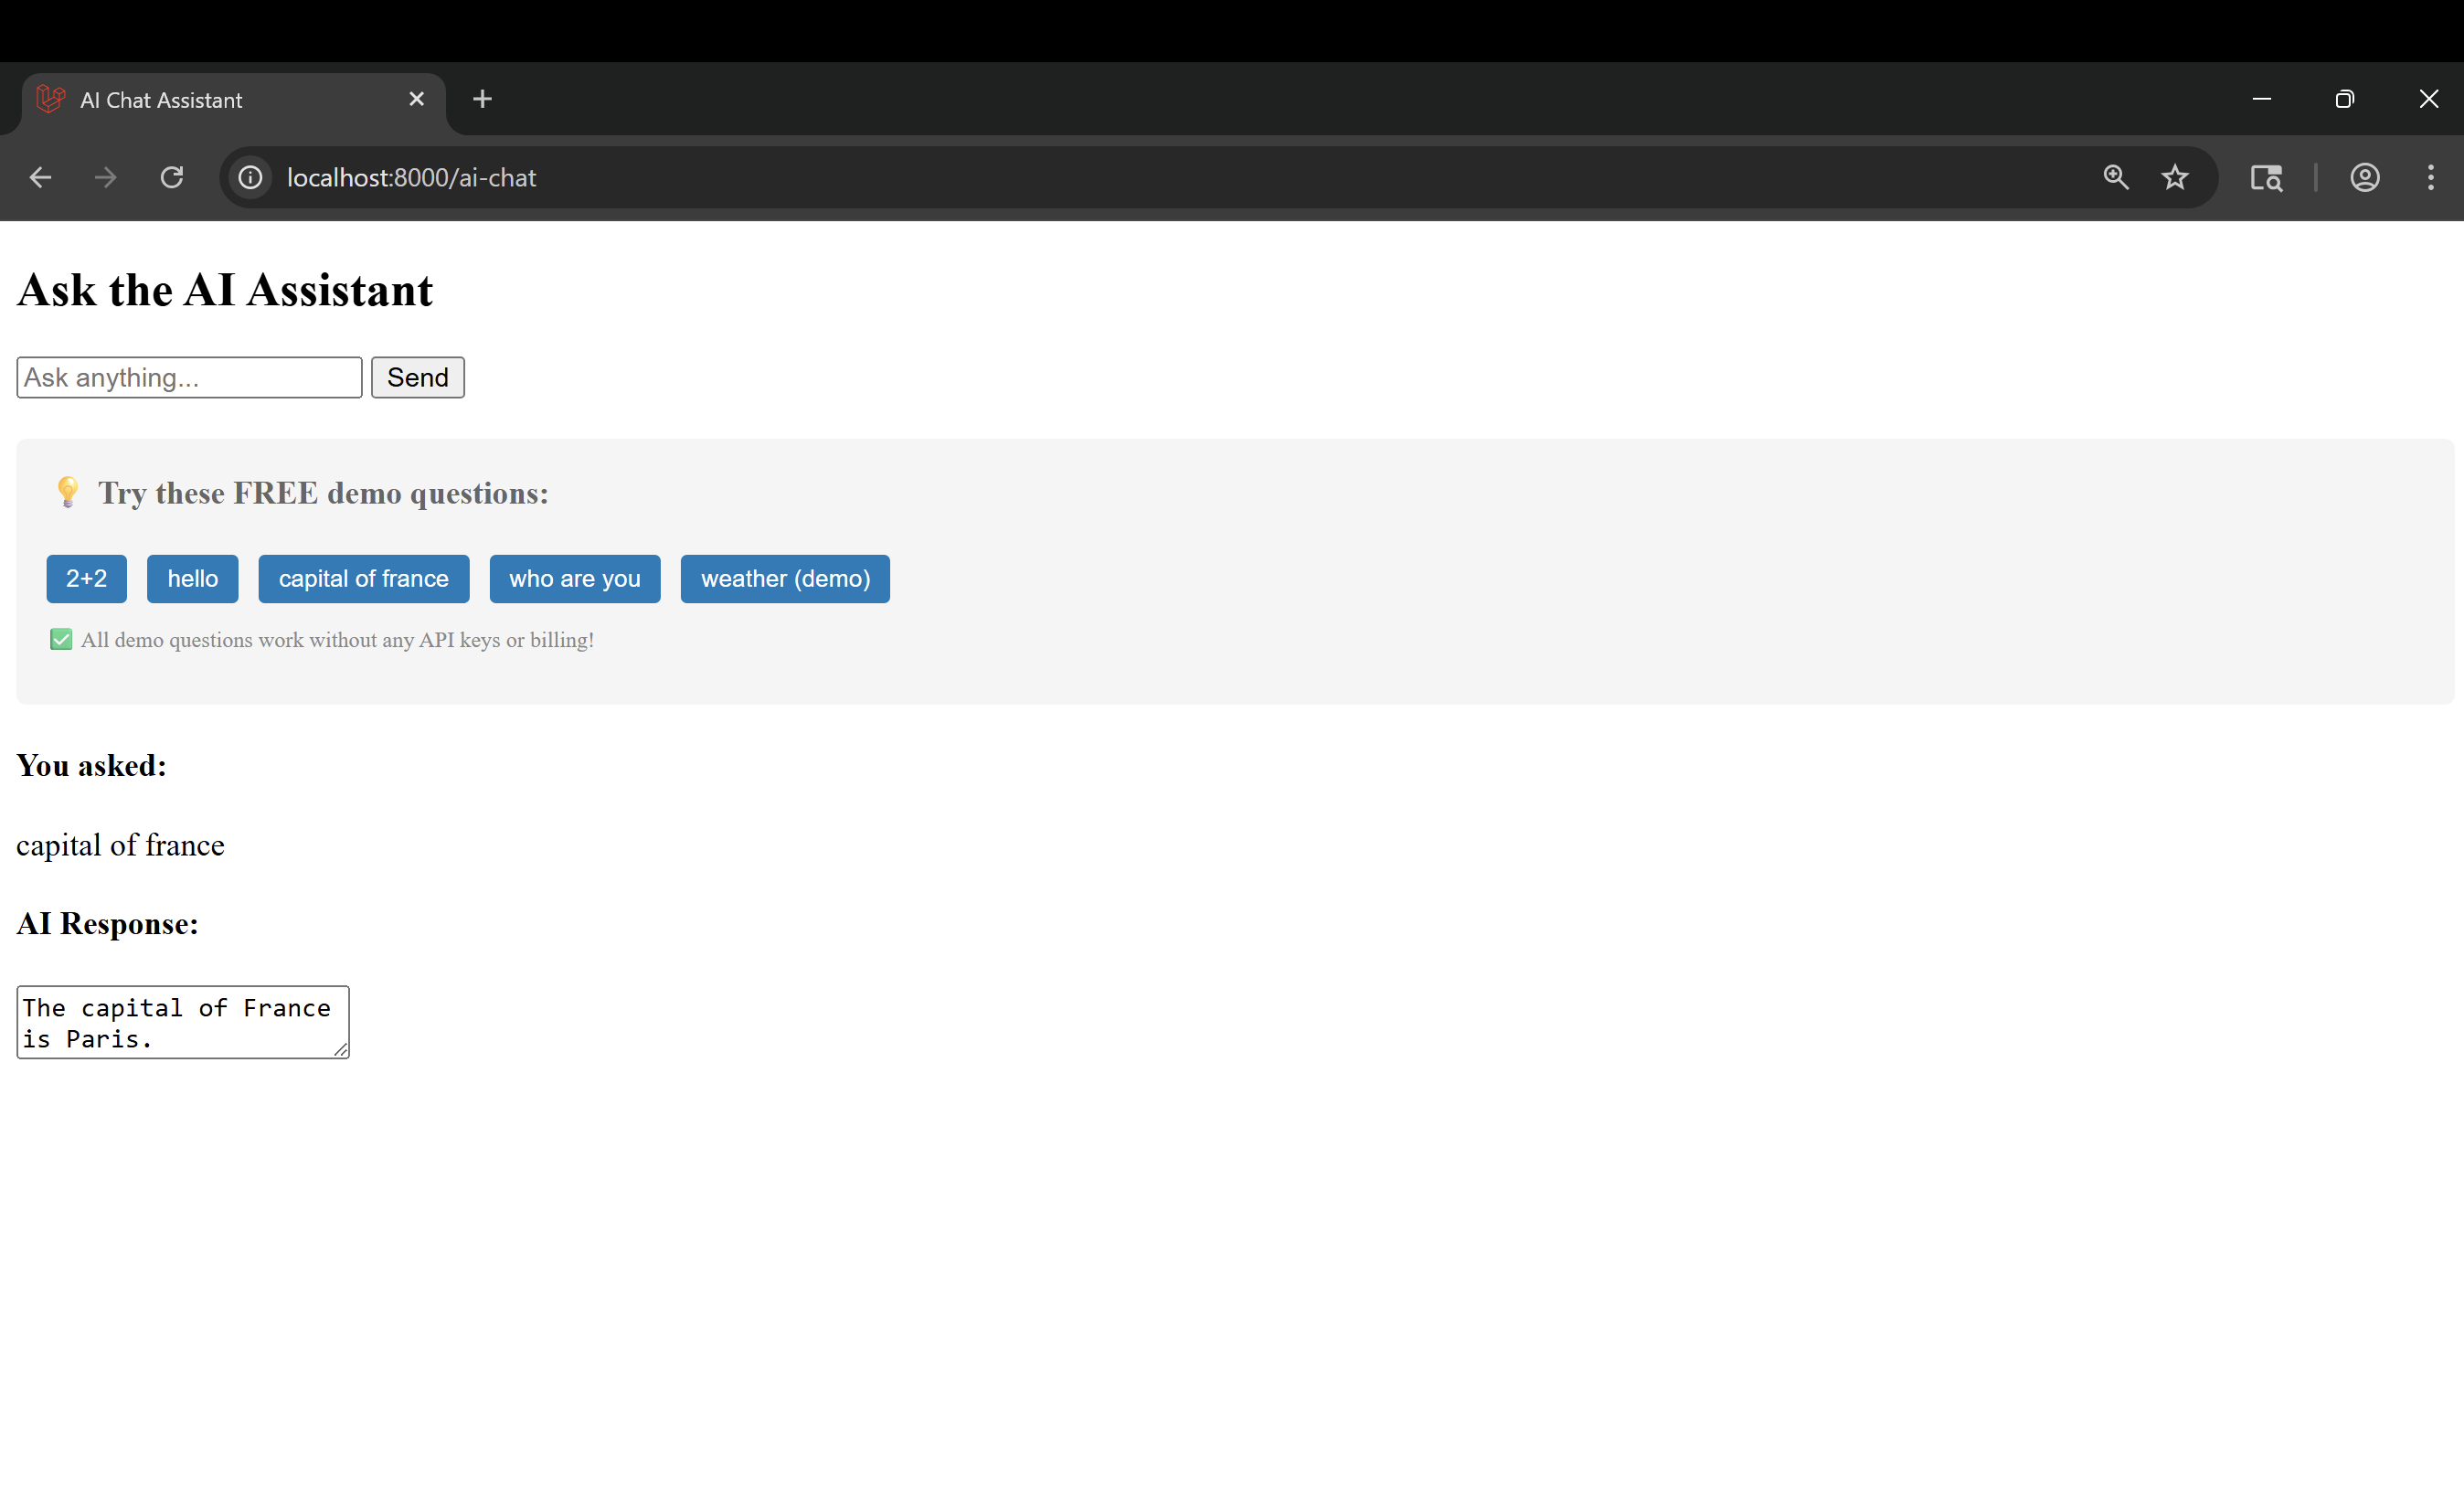 AI Chat Assistant
localhost:8000/ai-chat
Ask the AI Assistant
Ask anything... Send
💡 Try these FREE demo questions:
2+2 hello capital of france who are you weather (demo)
✅ All demo questions work without any API keys or billing!
You asked:
capital of france
AI Response:
The capital of France
is Paris.